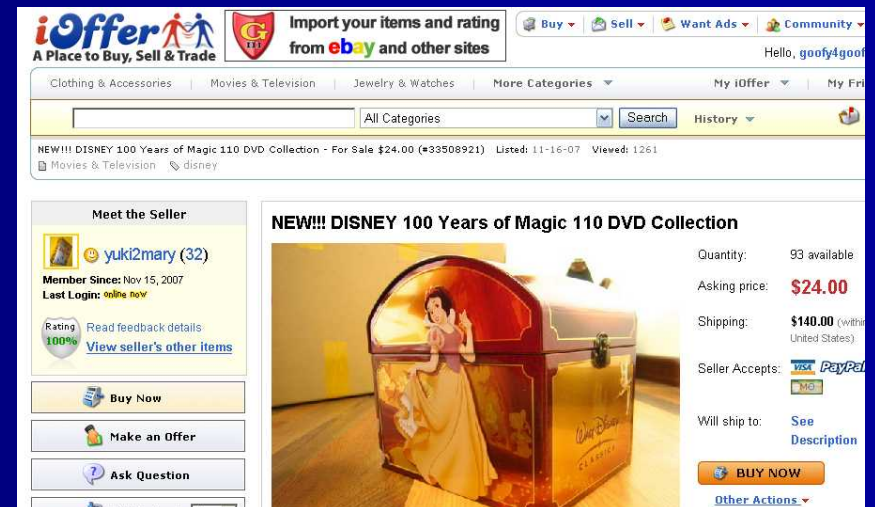 iOffer
A Place to Buy, Sell & Trade
Import your items and rating
from ebay and other sites
Buy Sell Want Ads Community
Hello, goofy4goof
Clothing & Accessories | Movies & Television | Jewelry & Watches | More Categories My iOffer | My Fri
All Categories Search History
NEW!!! DISNEY 100 Years of Magic 110 DVD Collection - For Sale $24.00 (#33508921) Listed: 11-16-07 Viewed: 1261
Movies & Television disney
Meet the Seller
yuki2mary (32)
Member Since: Nov 15, 2007
Last Login: online now
Rating
100%
Read feedback details
View seller's other items
Buy Now
Make an Offer
Ask Question
NEW!!! DISNEY 100 Years of Magic 110 DVD Collection
Walt Disney
CLASSICS
Quantity: 93 available
Asking price: $24.00
Shipping: $140.00 (within
United States)
Seller Accepts: VISA PayPal
MO
Will ship to: See
Description
BUY NOW
Other Actions